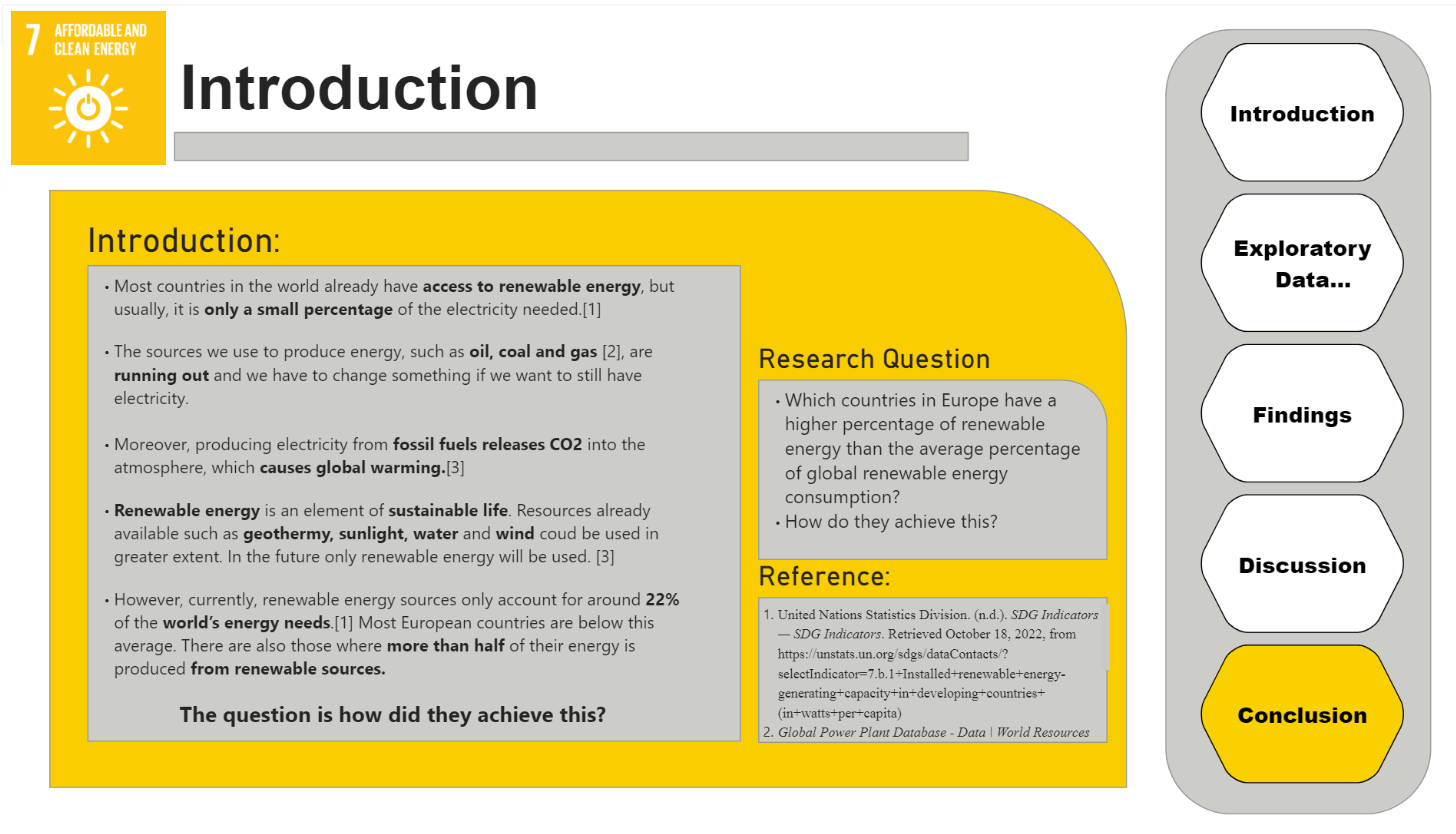 7 AFFORDABLE AND
CLEAN ENERGY
Introduction
Introduction:
• Most countries in the world already have access to renewable energy, but
usually, it is only a small percentage of the electricity needed.[1]
• The sources we use to produce energy, such as oil, coal and gas [2], are
running out and we have to change something if we want to still have
electricity.
• Moreover, producing electricity from fossil fuels releases CO2 into the
atmosphere, which causes global warming.[3]
• Renewable energy is an element of sustainable life. Resources already
available such as geothermy, sunlight, water and wind coud be used in
greater extent. In the future only renewable energy will be used. [3]
• However, currently, renewable energy sources only account for around 22%
of the world's energy needs.[1] Most European countries are below this
average. There are also those where more than half of their energy is
produced from renewable sources.
The question is how did they achieve this?
Research Question
• Which countries in Europe have a
higher percentage of renewable
energy than the average percentage
of global renewable energy
consumption?
• How do they achieve this?
Reference:
1. United Nations Statistics Division. (n.d.). SDG Indicators
— SDG Indicators. Retrieved October 18, 2022, from
https://unstats.un.org/sdgs/dataContacts/?
selectIndicator=7.b.1+Installed+renewable+energy-
generating+capacity+in+developing+countries+
(in+watts+per+capita)
2. Global Power Plant Database - Data | World Resources
Introduction
Exploratory
Data...
Findings
Discussion
Conclusion